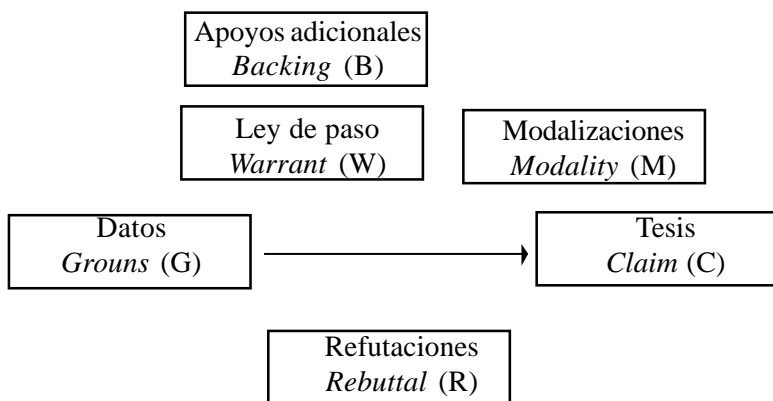 Apoyos adicionales
Backing (B)
Ley de paso
Warrant (W)
Modalizaciones
Modality (M)
Datos
Grouns (G)
Tesis
Claim (C)
Refutaciones
Rebuttal (R)